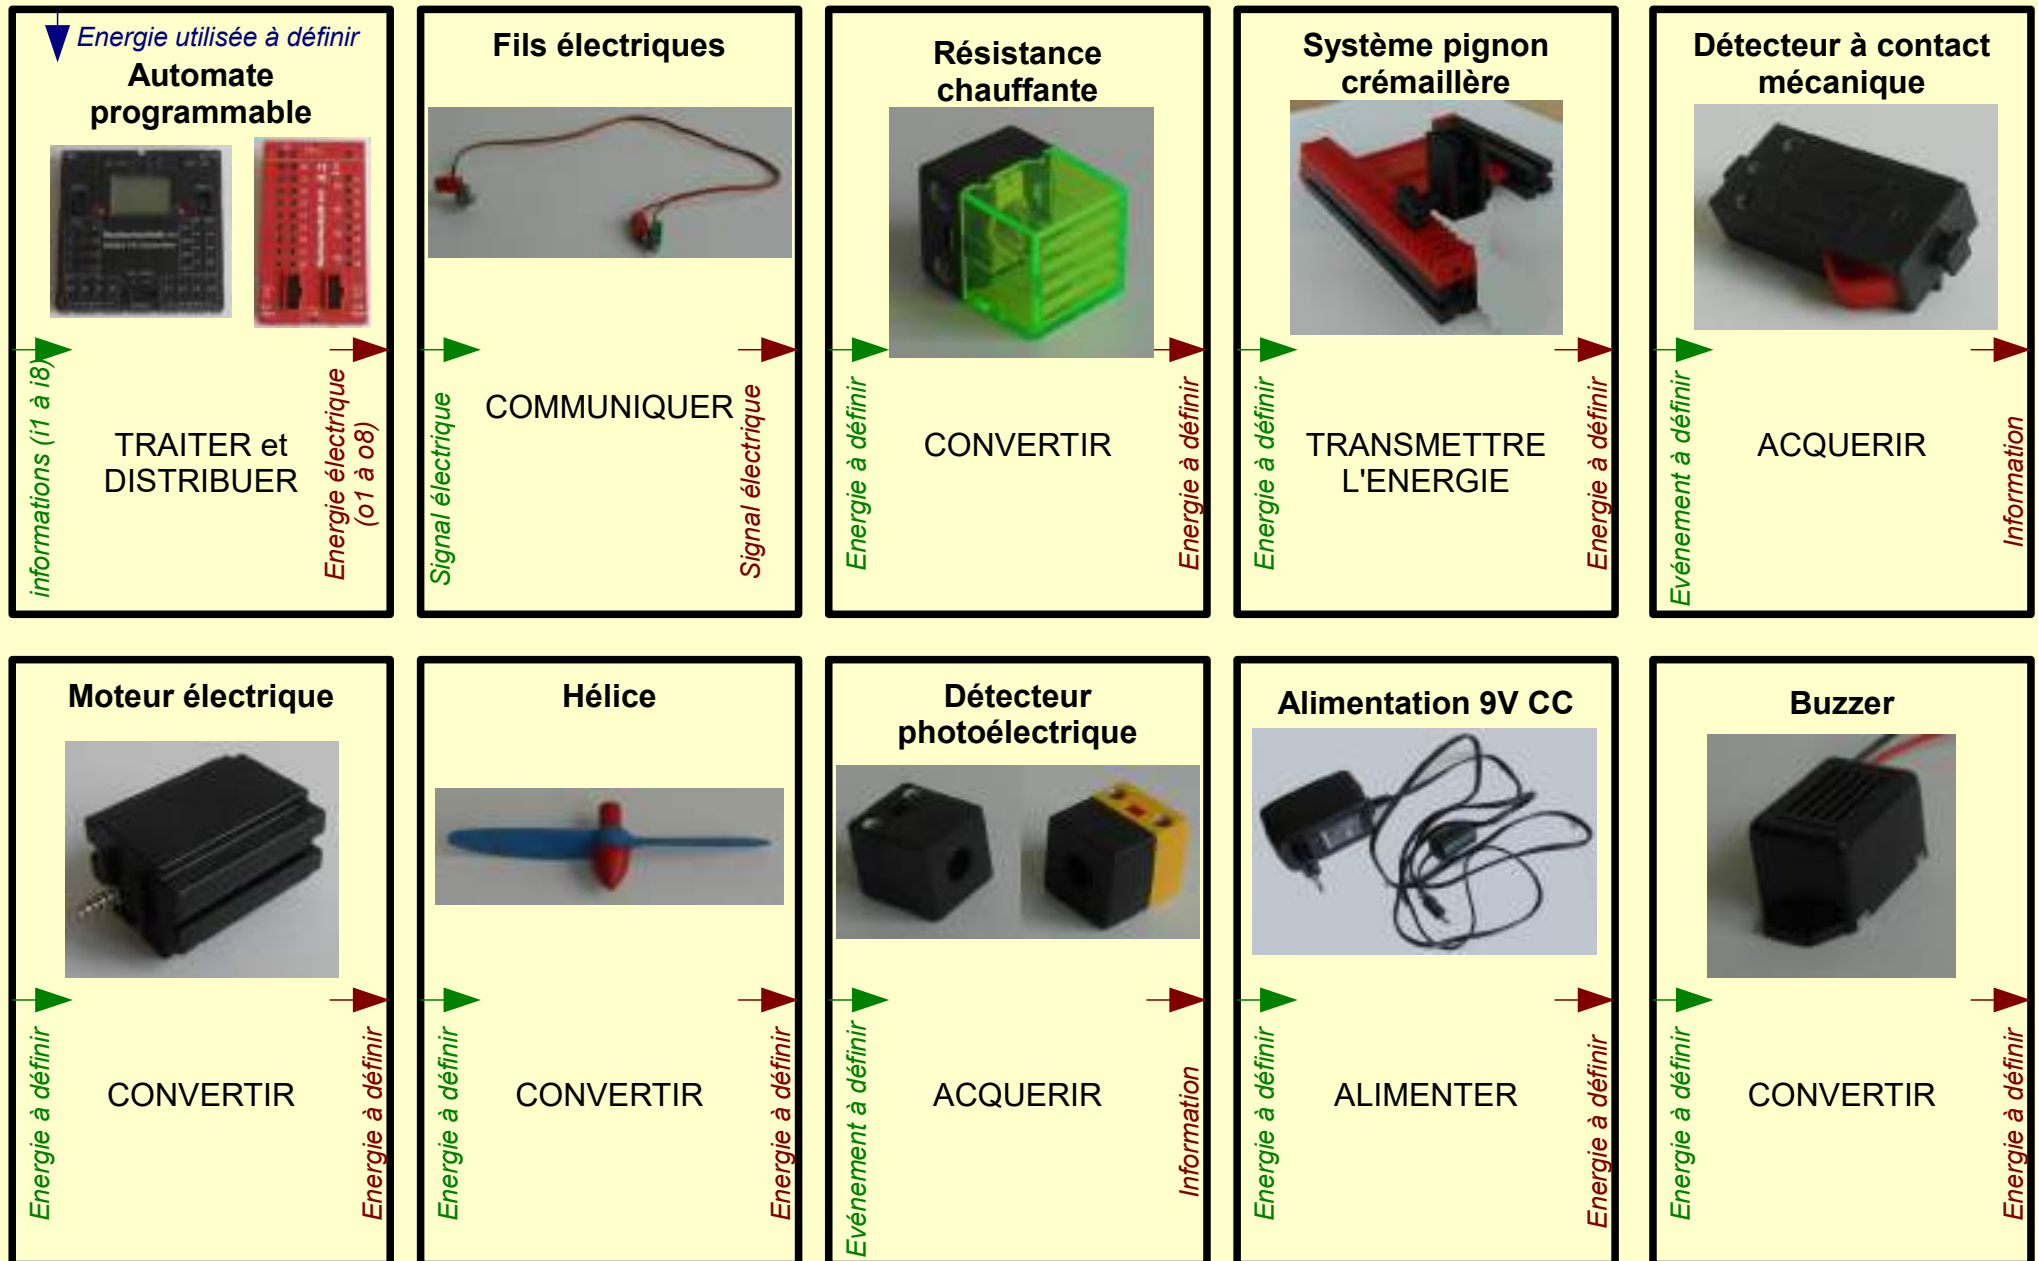 Energie utilisée à définir
Automate
programmable
informations (i1 à i8)
TRAITER et
DISTRIBUER
Energie électrique
(o1 à o8)
Fils électriques
Signal électrique
COMMUNIQUER
Signal électrique
Résistance
chauffante
Energie à définir
CONVERTIR
Energie à définir
Système pignon
crémaillère
Energie à définir
TRANSMETTRE
L'ENERGIE
Energie à définir
Détecteur à contact
mécanique
Evénement à définir
ACQUERIR
Information
Moteur électrique
Energie à définir
CONVERTIR
Energie à définir
Hélice
Energie à définir
CONVERTIR
Energie à définir
Détecteur
photoélectrique
Evénement à définir
ACQUERIR
Information
Alimentation 9V CC
Energie à définir
ALIMENTER
Energie à définir
Buzzer
Energie à définir
CONVERTIR
Energie à définir